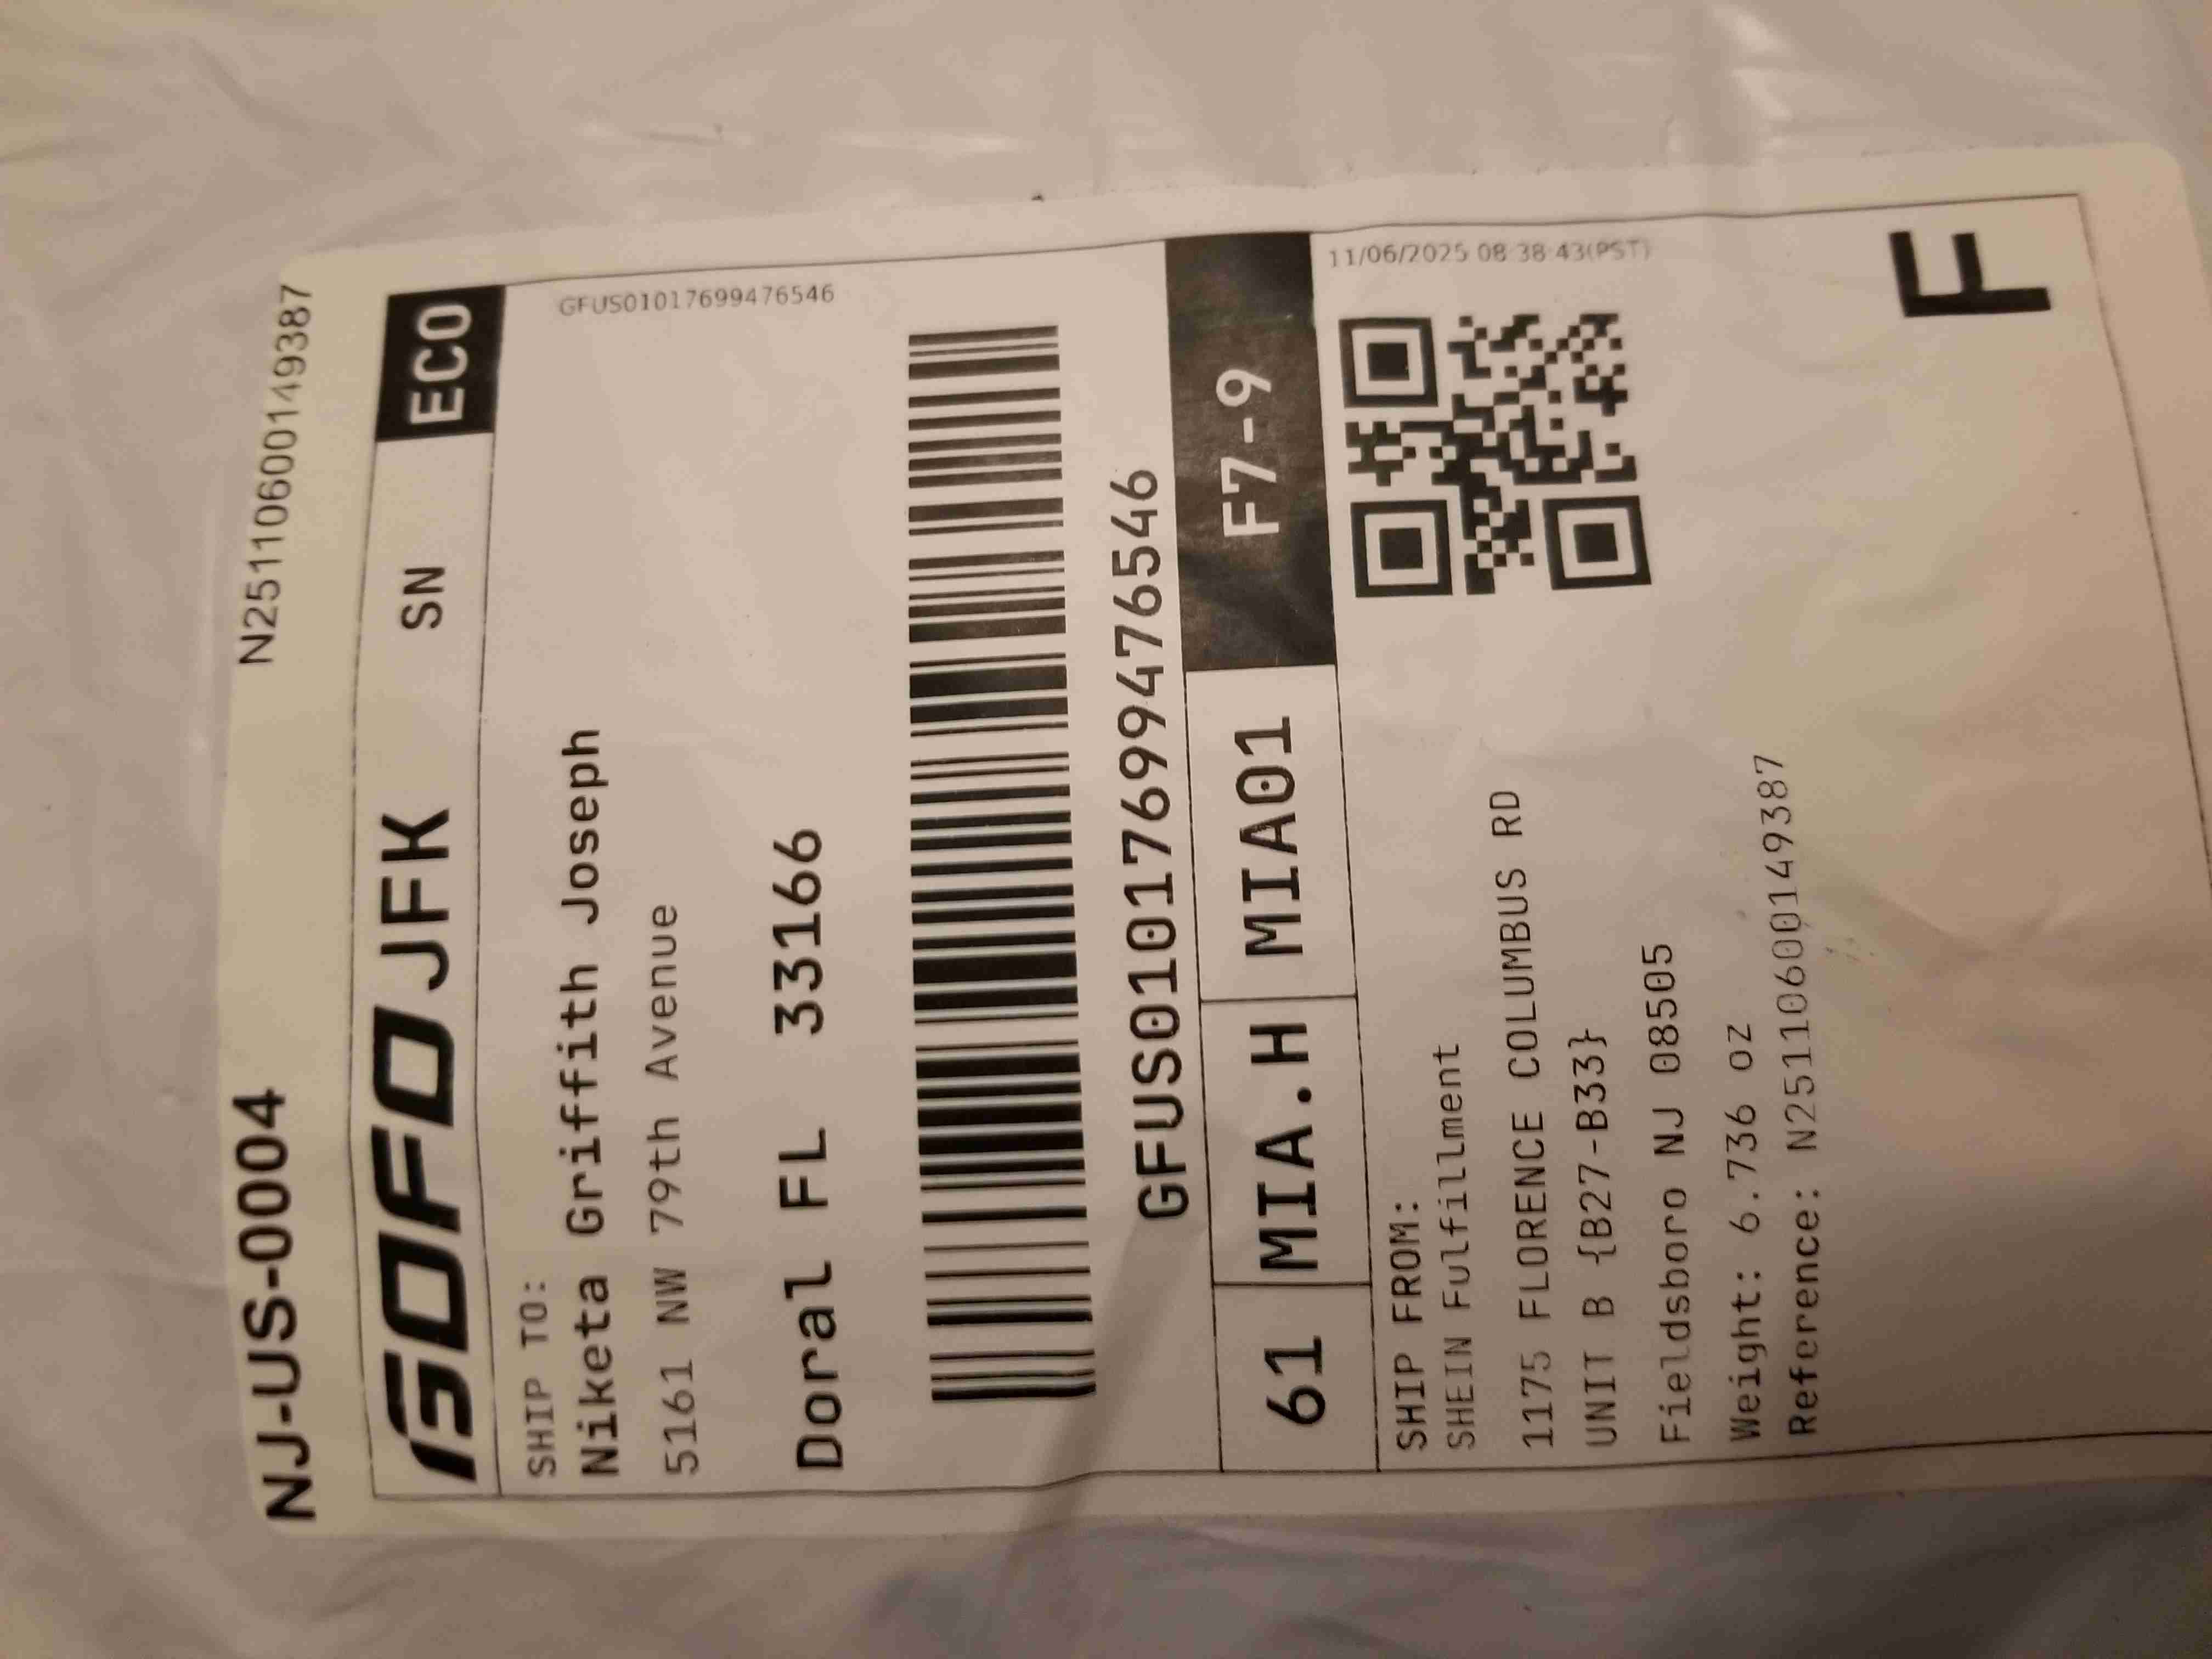 NJ-US-0004 N25110600149387
GOFO JFK SN ECO
SHIP TO:
GFUS01017699476546
Niketa Griffith Joseph
5161 NW 79th Avenue
Doral FL 33166
GFUS01017699476546
61 MIA.H MIA01 F7-9
11/06/2025 08:38:43(PST)
SHIP FROM:
SHEIN Fulfillment
1175 FLORENCE COLUMBUS RD
UNIT B {B27-B33}
Fieldsboro NJ 08505
Weight: 6.736 oz
Reference: N25110600149387
F